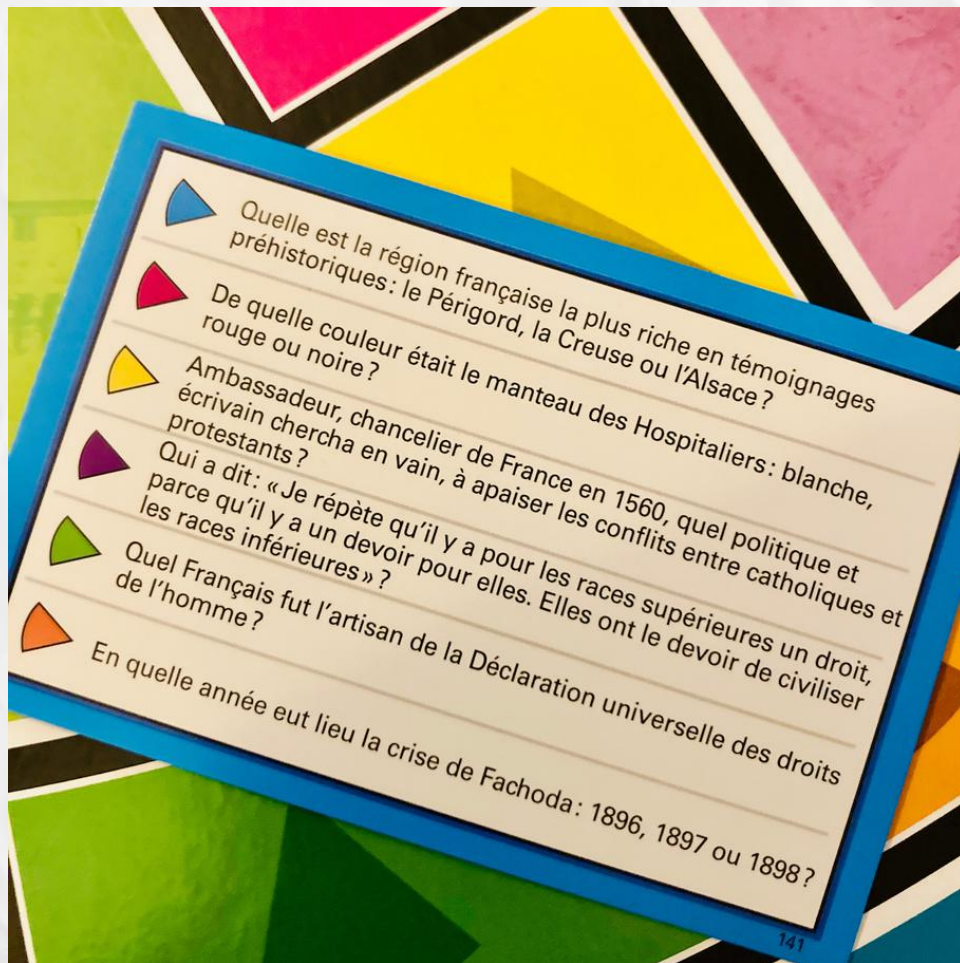 Quelle est la région française la plus riche en témoignages
préhistoriques : le Périgord, la Creuse ou l'Alsace ?
De quelle couleur était le manteau des Hospitaliers : blanche,
rouge ou noire ?
Ambassadeur, chancelier de France en 1560, quel politique et
écrivain chercha en vain, à apaiser les conflits entre catholiques et
protestants ?
Qui a dit : « Je répète qu'il y a pour les races supérieures un droit,
parce qu'il y a un devoir pour elles. Elles ont le devoir de civiliser
les races inférieures » ?
Quel Français fut l'artisan de la Déclaration universelle des droits
de l'homme ?
En quelle année eut lieu la crise de Fachoda : 1896, 1897 ou 1898 ?
141